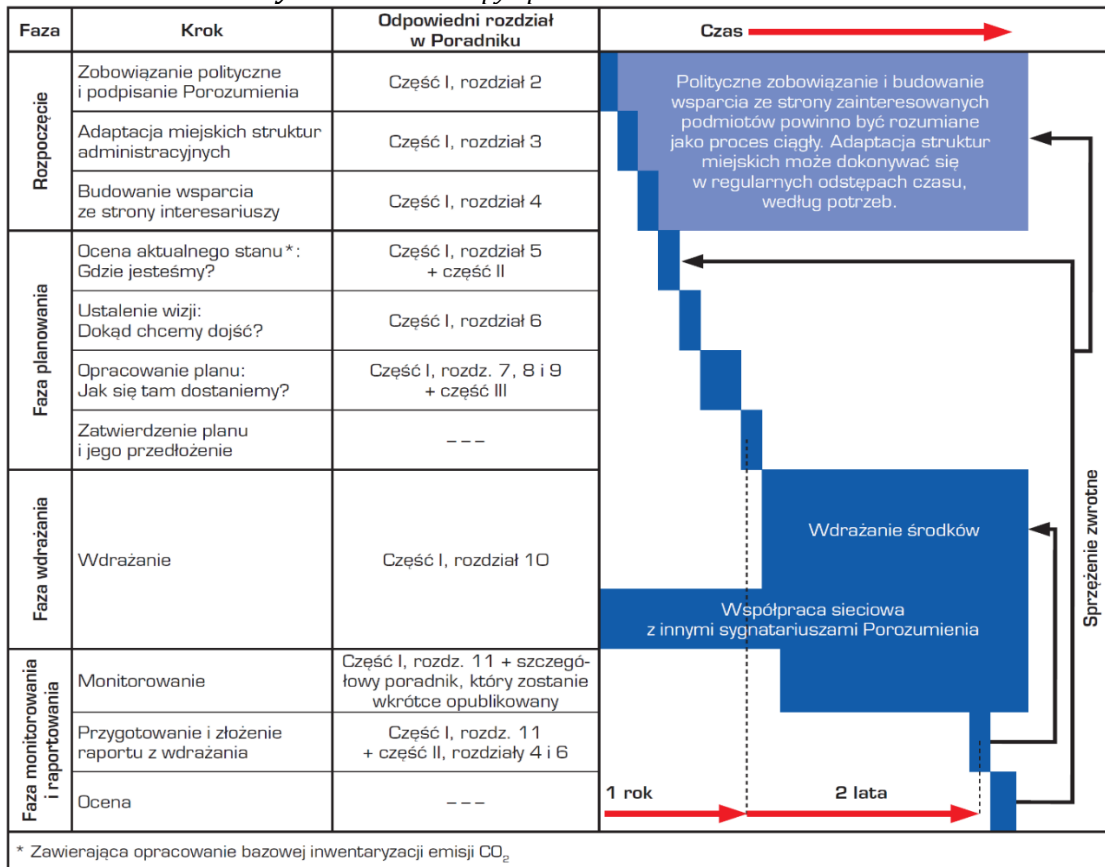 Faza
Krok
Odpowiedni rozdział
w Poradniku
Czas
Rozpoczęcie
Zobowiązanie polityczne
i podpisanie Porozumienia
Część I, rozdział 2
Adaptacja miejskich struktur
administracyjnych
Część I, rozdział 3
Budowanie wsparcia
ze strony interesariuszy
Część I, rozdział 4
Polityczne zobowiązanie i budowanie
wsparcia ze strony zainteresowanych
podmiotów powinno być rozumiane
jako proces ciągły. Adaptacja struktur
miejskich może dokonywać się
w regularnych odstępach czasu,
według potrzeb.
Faza planowania
Ocena aktualnego stanu*:
Gdzie jesteśmy?
Część I, rozdział 5
+ część II
Ustalenie wizji:
Dokąd chcemy dojść?
Część I, rozdział 6
Opracowanie planu:
Jak się tam dostaniemy?
Część I, rozdz. 7, 8 i 9
+ część III
Zatwierdzenie planu
i jego przedłożenie
– – –
Faza wdrażania
Wdrażanie
Część I, rozdział 10
Wdrażanie środków
Współpraca sieciowa
z innymi sygnatariuszami Porozumienia
Sprzężenie zwrotne
Faza monitorowania
i raportowania
Monitorowanie
Część I, rozdz. 11 + szczegó-
łowy poradnik, który zostanie
wkrótce opublikowany
Przygotowanie i złożenie
raportu z wdrażania
Część I, rozdz. 11
+ część II, rozdziały 4 i 6
Ocena
– – –
1 rok
2 lata
* Zawierająca opracowanie bazowej inwentaryzacji emisji CO₂